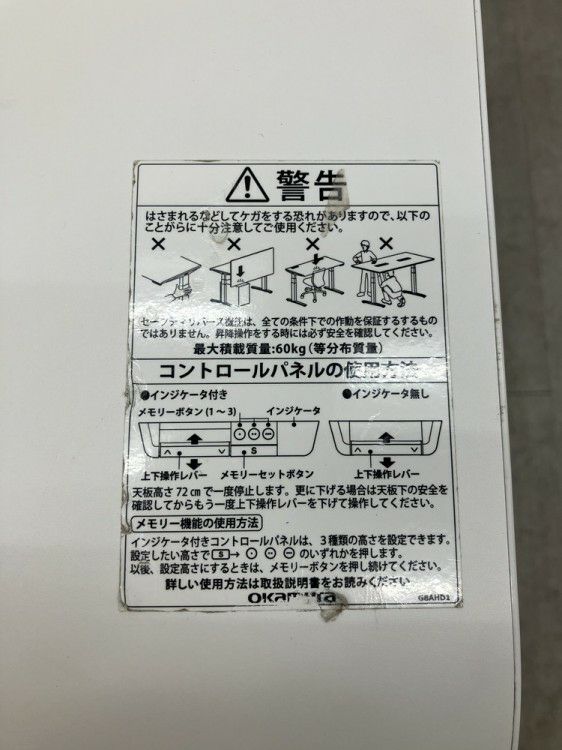 警告
はさまれるなどしてケガをする恐れがありますので、以下の
ことがらに十分注意してご使用ください。
セーフティリバース復圧は、全ての条件下での作動を保証するするもの
ではありません。昇降操作をする時には必ず安全を確認してください。
最大積載質量:60kg(等分布質量)
コントロールパネルの使用方法
●インジケータ付き
●インジケータ無し
メモリーボタン(1～3)
インジケータ
S
上下操作レバー
メモリーセットボタン
上下操作レバー
天板高さ72㎝で一度停止します。更に下げる場合は天板下の安全を
確認してからもう一度上下操作レバーを下げて操作してください。
メモリー機能の使用方法
インジケータ付きコントロールパネルは、3種類の高さを設定できます。
設定したい高さでS→のいずれかを押します。
以後、設定高さにするときは、メモリーボタンを押し続けてください。
詳しい使用方法は取扱説明書をお読みください
okamura
G8AHD1